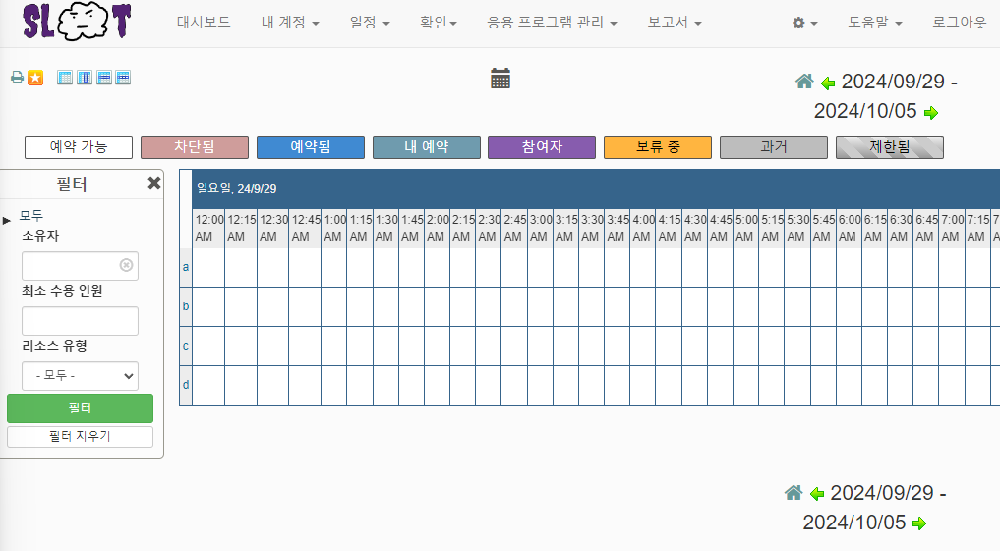 SLOOT 대시보드 내 계정 일정 확인 응용 프로그램 관리 보고서 도움말 로그아웃
2024/09/29 -
2024/10/05
예약 가능 차단됨 예약됨 내 예약 참여자 보류 중 과거 제한됨
필터
모두
소유자
최소 수용 인원
리소스 유형
- 모두 -
필터
필터 지우기
일요일, 24/9/29
12:00 AM 12:15 AM 12:30 AM 12:45 AM 1:00 AM 1:15 AM 1:30 AM 1:45 AM 2:00 AM 2:15 AM 2:30 AM 2:45 AM 3:00 AM 3:15 AM 3:30 AM 3:45 AM 4:00 AM 4:15 AM 4:30 AM 4:45 AM 5:00 AM 5:15 AM 5:30 AM 5:45 AM 6:00 AM 6:15 AM 6:30 AM 6:45 AM 7:00 AM 7:15 AM
a
b
c
d
2024/09/29 -
2024/10/05